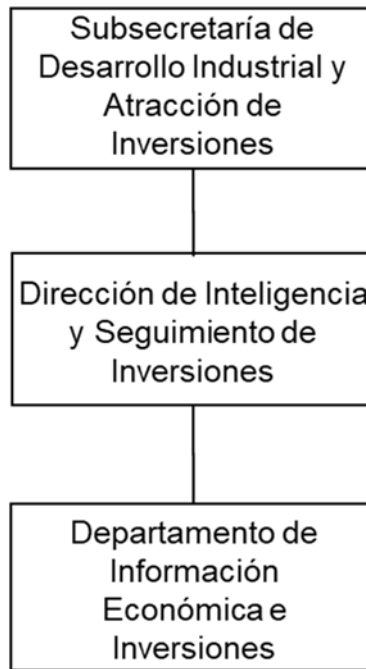 Subsecretaría de
Desarrollo Industrial y
Atracción de
Inversiones
Dirección de Inteligencia
y Seguimiento de
Inversiones
Departamento de
Información
Económica e
Inversiones